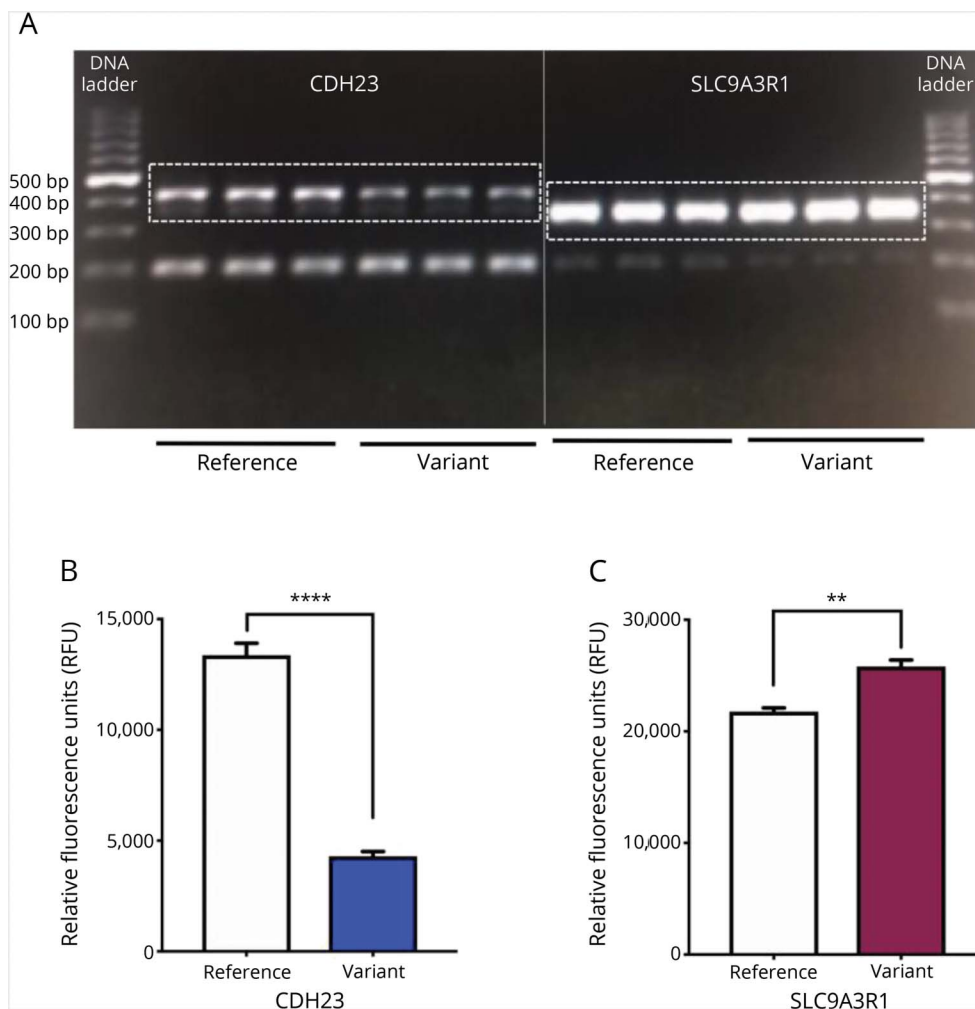 A
DNA
ladder
CDH23
SLC9A3R1
DNA
ladder
500 bp
400 bp
300 bp
200 bp
100 bp
Reference
Variant
Reference
Variant
B
****
Relative fluorescence units (RFU)
15,000
10,000
5,000
0
Reference
Variant
CDH23
C
**
Relative fluorescence units (RFU)
30,000
20,000
10,000
0
Reference
Variant
SLC9A3R1